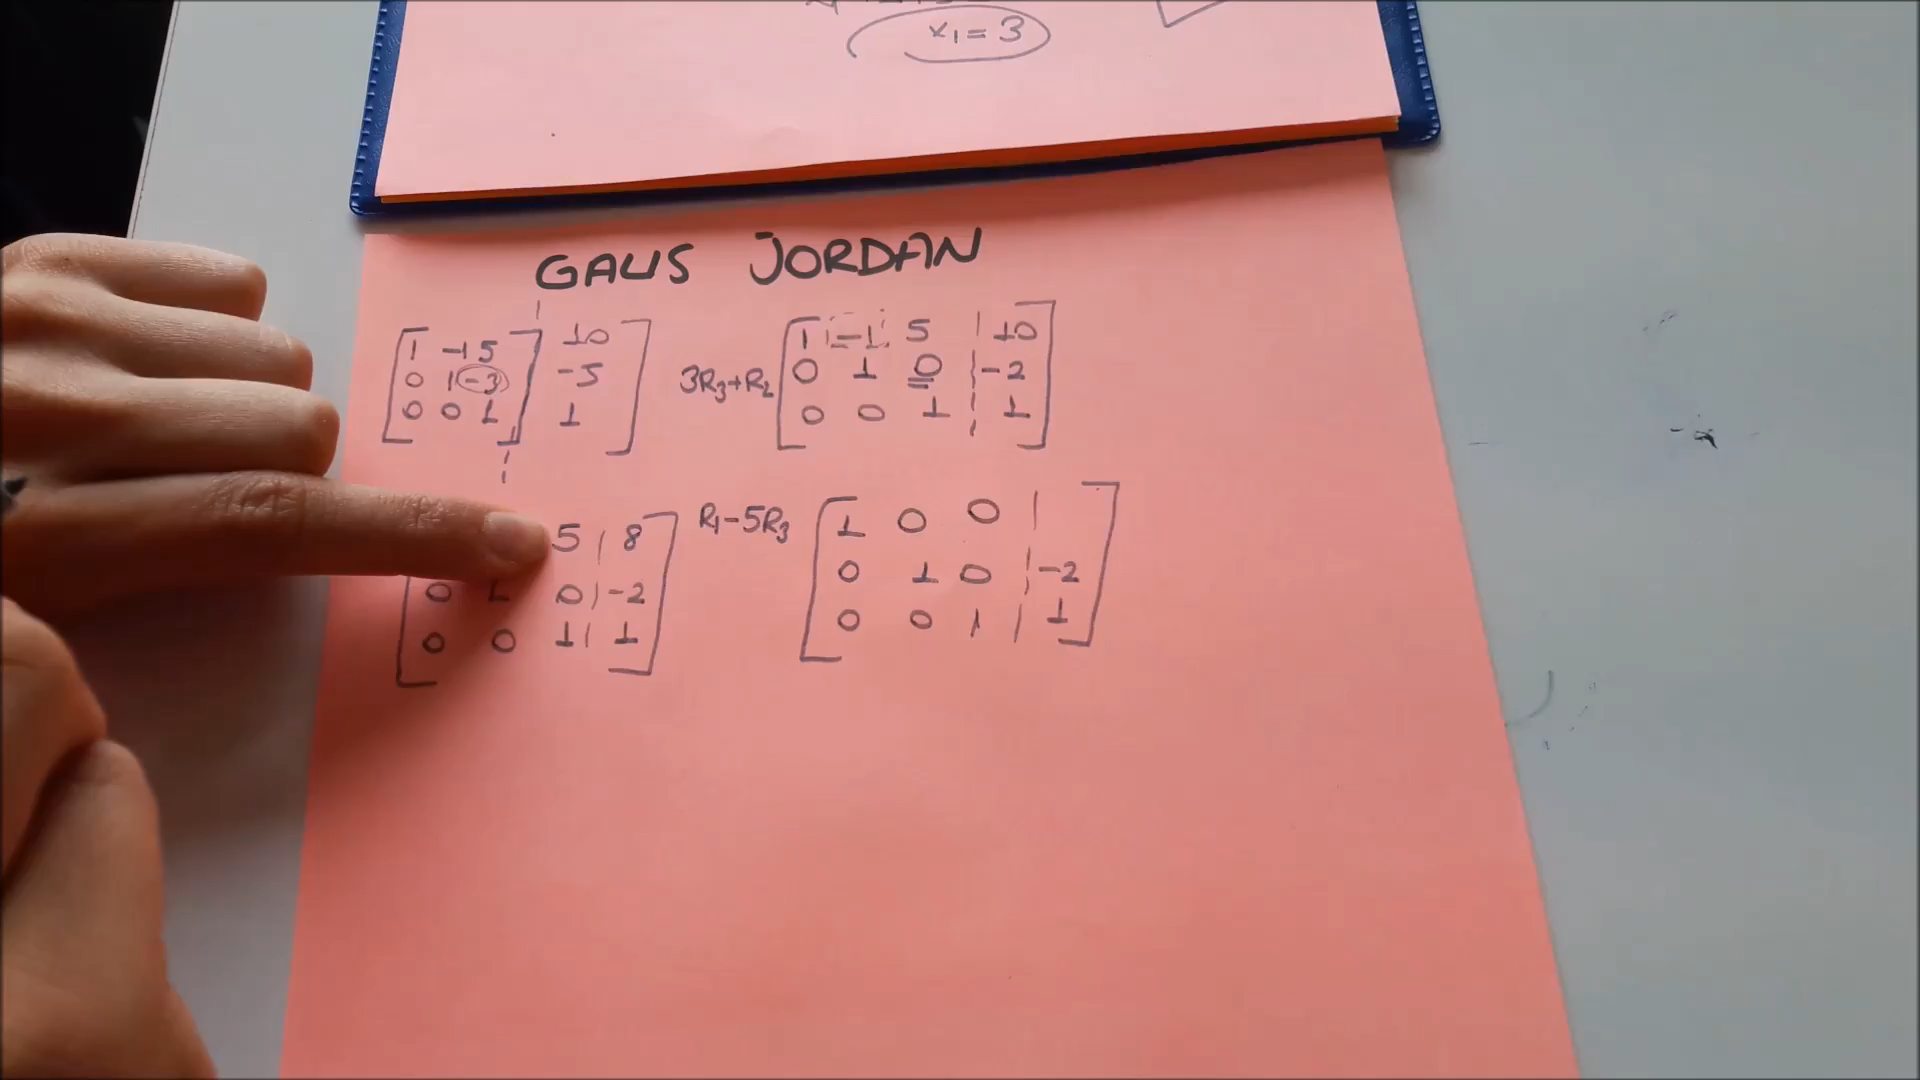 x₁ = 3
GAUS JORDAN
1 -1 5 | 10
0 1 -3 | -5
0 0 1 | 1
3R₃+R₂
1 -1 5 | 10
0 1 0 | -2
0 0 1 | 1
5 | 8
0 1 0 | -2
0 0 1 | 1
R₁-5R₃
1 0 0 |
0 1 0 | -2
0 0 1 | 1